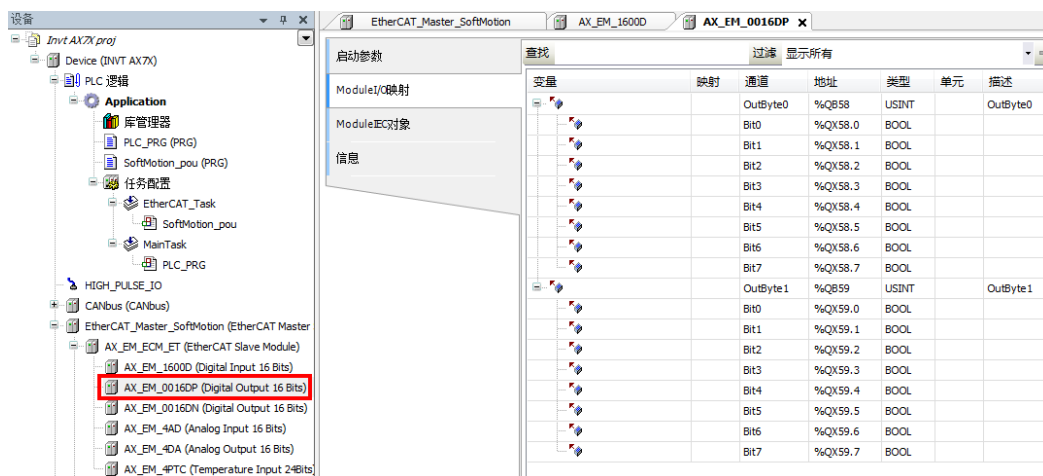 设备
Invt AX7X proj
Device (INVT AX7X)
PLC 逻辑
Application
库管理器
PLC_PRG (PRG)
SoftMotion_pou (PRG)
任务配置
EtherCAT_Task
SoftMotion_pou
MainTask
PLC_PRG
HIGH_PULSE_IO
CANbus (CANbus)
EtherCAT_Master_SoftMotion (EtherCAT Master
AX_EM_ECM_ET (EtherCAT Slave Module)
AX_EM_1600D (Digital Input 16 Bits)
AX_EM_0016DP (Digital Output 16 Bits)
AX_EM_0016DN (Digital Output 16 Bits)
AX_EM_4AD (Analog Input 16 Bits)
AX_EM_4DA (Analog Output 16 Bits)
AX_EM_4PTC (Temperature Input 24Bits)
EtherCAT_Master_SoftMotion AX_EM_1600D AX_EM_0016DP
启动参数
ModuleI/O映射
ModuleIEC对象
信息
查找 过滤 显示所有
变量 映射 通道 地址 类型 单元 描述
OutByte0 %QB58 USINT OutByte0
Bit0 %QX58.0 BOOL
Bit1 %QX58.1 BOOL
Bit2 %QX58.2 BOOL
Bit3 %QX58.3 BOOL
Bit4 %QX58.4 BOOL
Bit5 %QX58.5 BOOL
Bit6 %QX58.6 BOOL
Bit7 %QX58.7 BOOL
OutByte1 %QB59 USINT OutByte1
Bit0 %QX59.0 BOOL
Bit1 %QX59.1 BOOL
Bit2 %QX59.2 BOOL
Bit3 %QX59.3 BOOL
Bit4 %QX59.4 BOOL
Bit5 %QX59.5 BOOL
Bit6 %QX59.6 BOOL
Bit7 %QX59.7 BOOL